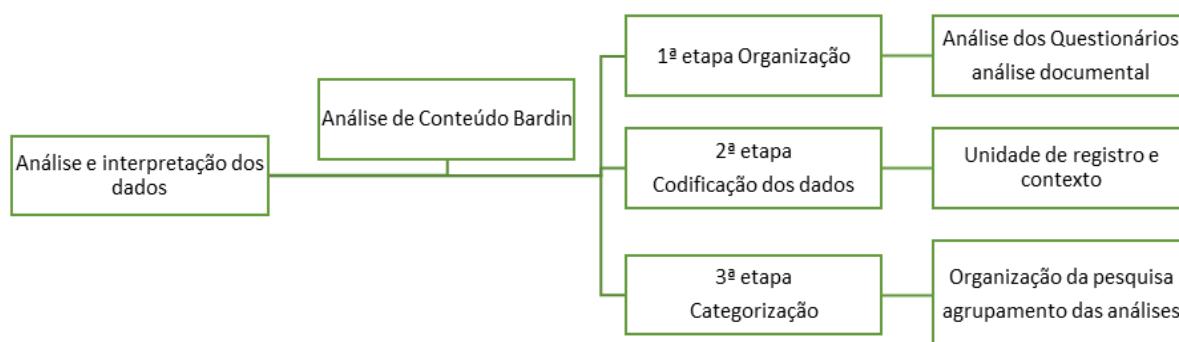 Análise e interpretação dos
dados
Análise de Conteúdo Bardin
1ª etapa Organização
Análise dos Questionários
análise documental
2ª etapa
Codificação dos dados
Unidade de registro e
contexto
3ª etapa
Categorização
Organização da pesquisa
agrupamento das análises